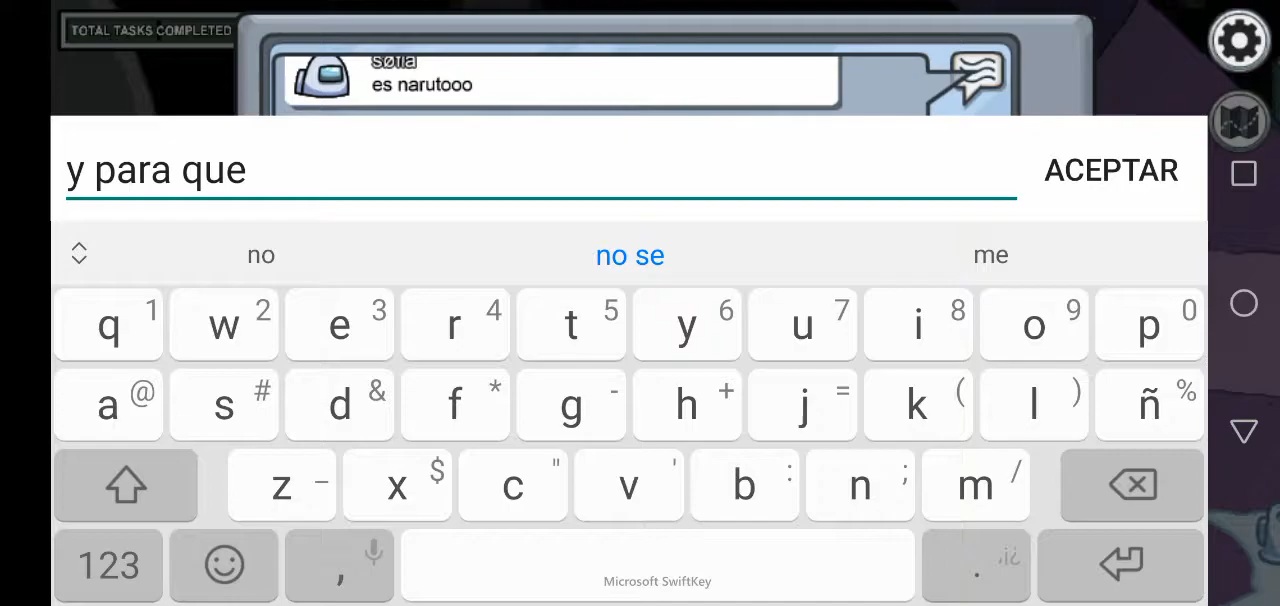 TOTAL TASKS COMPLETED
søfia
es narutooo
y para que
ACEPTAR
no
no se
me
q 1 w 2 e 3 r 4 t 5 y 6 u 7 i 8 o 9 p 0
a @ s # d & f * g - h + j = k ( l ) ñ %
z _ x $ c " v ' b : n ; m /
123 , . ¡¿
Microsoft SwiftKey